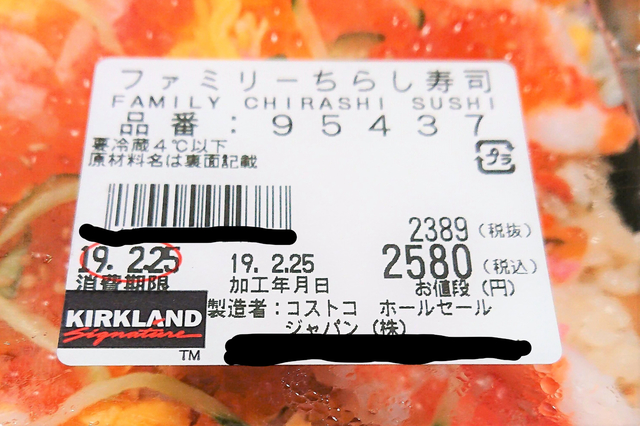 ファミリーちらし寿司
FAMILY CHIRASHI SUSHI
品番：95437
要冷蔵4℃以下
原材料名は裏面記載
プラ
2389（税抜）
2580（税込）
お値段（円）
19. 2.25
消費期限
19. 2.25
加工年月日
製造者：コストコ ホールセール
ジャパン（株）
KIRKLAND
Signature
TM